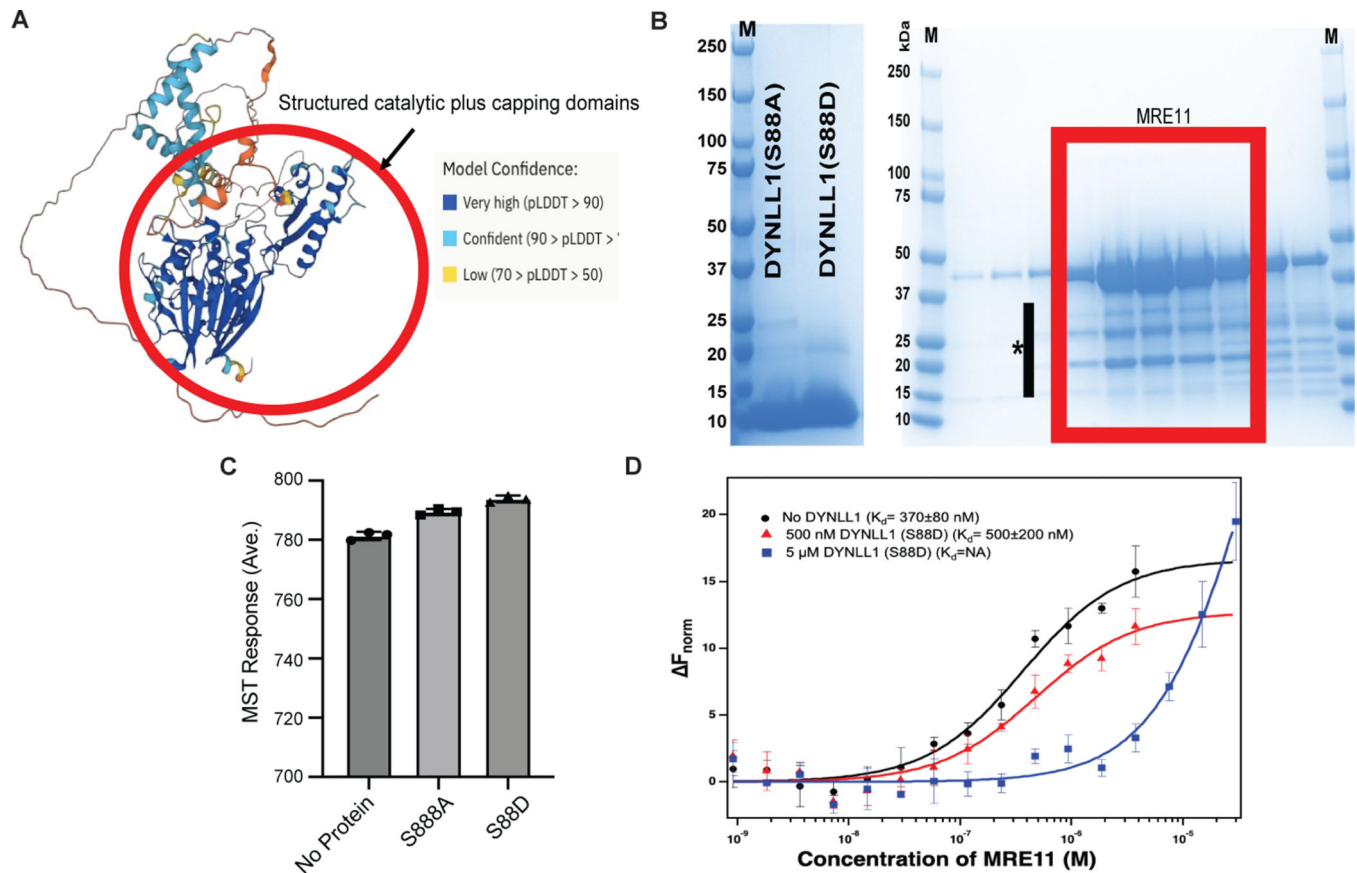 A
Structured catalytic plus capping domains
Model Confidence:
Very high (pLDDT > 90)
Confident (90 > pLDDT >
Low (70 > pLDDT > 50)
B
M
250
150
100
75
50
37
25
20
15
10
DYNLL1(S88A)
DYNLL1(S88D)
kDa
M
250
150
100
75
50
37
25
20
15
10
*
MRE11
M
C
MST Response (Ave.)
800
780
760
740
720
700
No Protein
S888A
S88D
D
ΔFnorm
20
15
10
5
0
No DYNLL1 (Kd= 370±80 nM)
500 nM DYNLL1 (S88D) (Kd= 500±200 nM)
5 μM DYNLL1 (S88D) (Kd=NA)
10⁻⁹
10⁻⁸
10⁻⁷
10⁻⁶
10⁻⁵
Concentration of MRE11 (M)